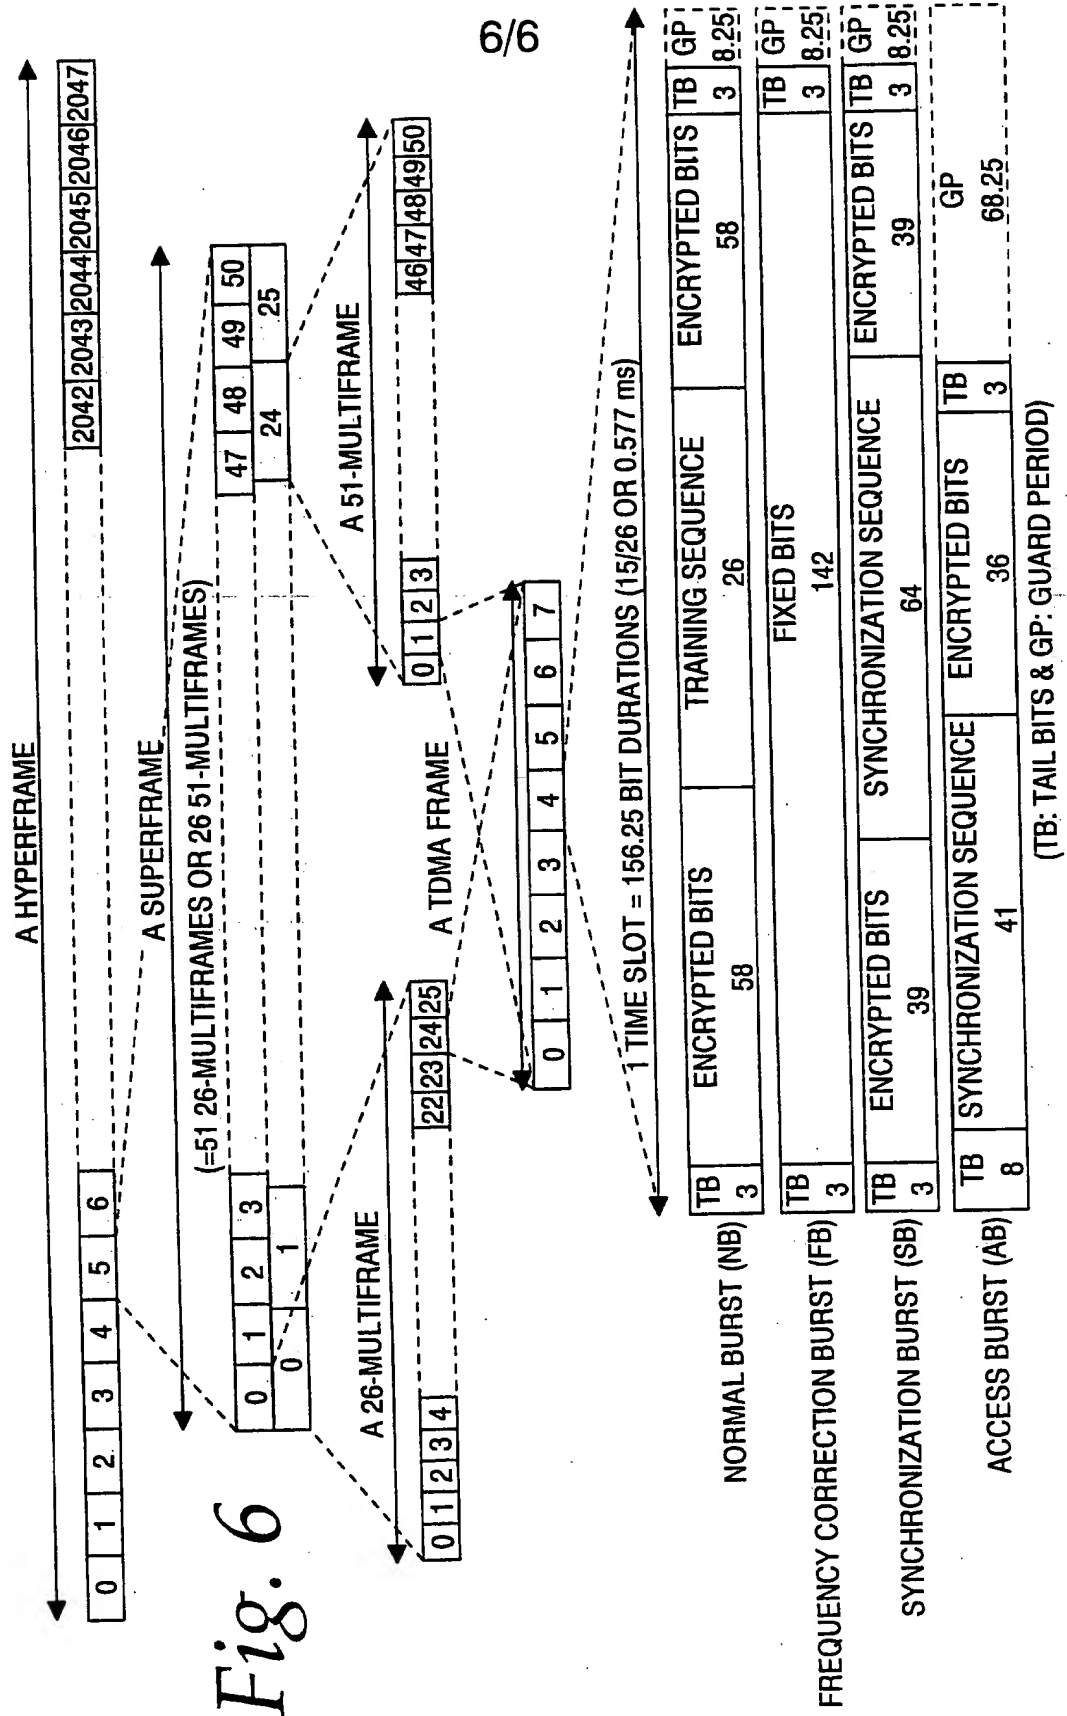 6/6
A HYPERFRAME
0 1 2 3 4 5 6 2042 2043 2044 2045 2046 2047
A SUPERFRAME
(=51 26-MULTIFRAMES OR 26 51-MULTIFRAMES)
0 1 2 3 47 48 49 50
0 1 24 25
A 26-MULTIFRAME
0 1 2 3 4 22 23 24 25
A 51-MULTIFRAME
0 1 2 3 46 47 48 49 50
A TDMA FRAME
0 1 2 3 4 5 6 7
1 TIME SLOT = 156.25 BIT DURATIONS (15/26 OR 0.577 ms)
NORMAL BURST (NB)
TB ENCRYPTED BITS TRAINING SEQUENCE ENCRYPTED BITS TB GP
3 58 26 58 3 8.25
FREQUENCY CORRECTION BURST (FB)
TB FIXED BITS TB GP
3 142 3 8.25
SYNCHRONIZATION BURST (SB)
TB ENCRYPTED BITS SYNCHRONIZATION SEQUENCE ENCRYPTED BITS TB GP
3 39 64 39 3 8.25
ACCESS BURST (AB)
TB SYNCHRONIZATION SEQUENCE ENCRYPTED BITS TB GP
8 41 36 3 68.25
(TB: TAIL BITS & GP: GUARD PERIOD)
Fig. 6